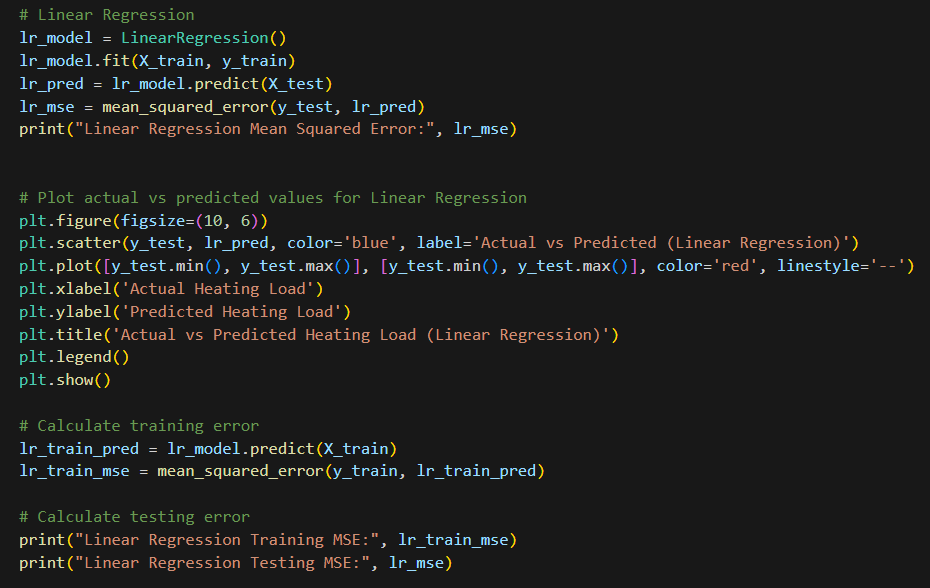 # Linear Regression
lr_model = LinearRegression()
lr_model.fit(X_train, y_train)
lr_pred = lr_model.predict(X_test)
lr_mse = mean_squared_error(y_test, lr_pred)
print("Linear Regression Mean Squared Error:", lr_mse)
# Plot actual vs predicted values for Linear Regression
plt.figure(figsize=(10, 6))
plt.scatter(y_test, lr_pred, color='blue', label='Actual vs Predicted (Linear Regression)')
plt.plot([y_test.min(), y_test.max()], [y_test.min(), y_test.max()], color='red', linestyle='--')
plt.xlabel('Actual Heating Load')
plt.ylabel('Predicted Heating Load')
plt.title('Actual vs Predicted Heating Load (Linear Regression)')
plt.legend()
plt.show()
# Calculate training error
lr_train_pred = lr_model.predict(X_train)
lr_train_mse = mean_squared_error(y_train, lr_train_pred)
# Calculate testing error
print("Linear Regression Training MSE:", lr_train_mse)
print("Linear Regression Testing MSE:", lr_mse)